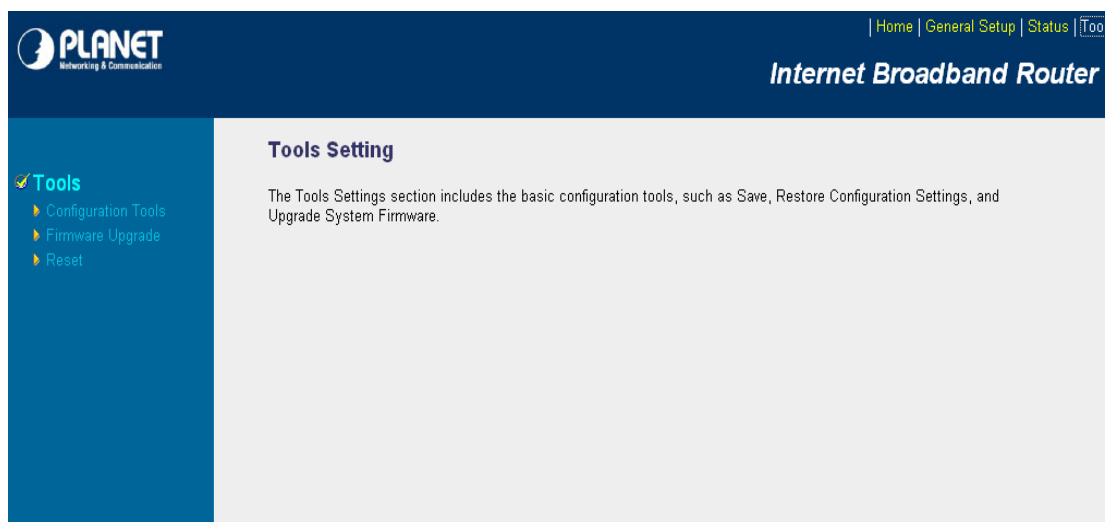 PLANET
Networking & Communication
| Home | General Setup | Status | Too
Internet Broadband Router
Tools
Configuration Tools
Firmware Upgrade
Reset
Tools Setting
The Tools Settings section includes the basic configuration tools, such as Save, Restore Configuration Settings, and
Upgrade System Firmware.